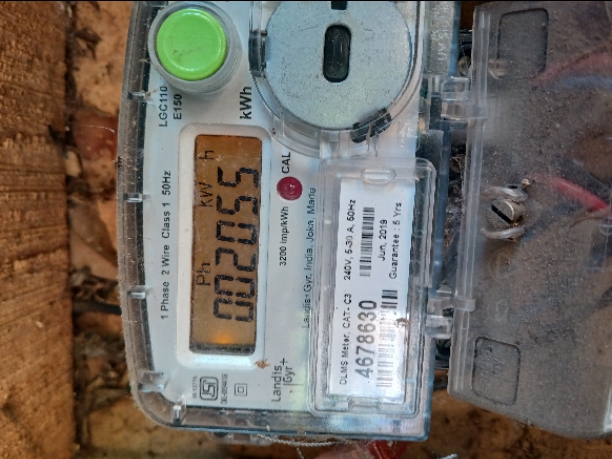 LGC110
E150
kWh
1 Phase 2 Wire Class 1 50Hz
Ph kW h
002055
3200 imp/kWh CAL
Landis
Gyr+
Landis+Gyr, India, Joka
DLMS Meter, CAT- C3 240V, 5-30 A, 50Hz
4678630
Jun, 2019
Guarantee : 5 Yrs